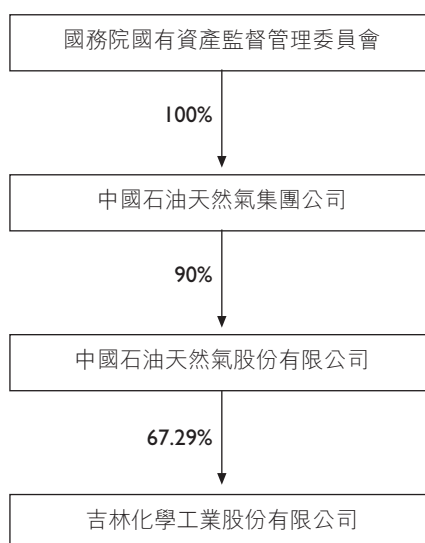 國務院國有資產監督管理委員會
100%
中國石油天然氣集團公司
90%
中國石油天然氣股份有限公司
67.29%
吉林化學工業股份有限公司